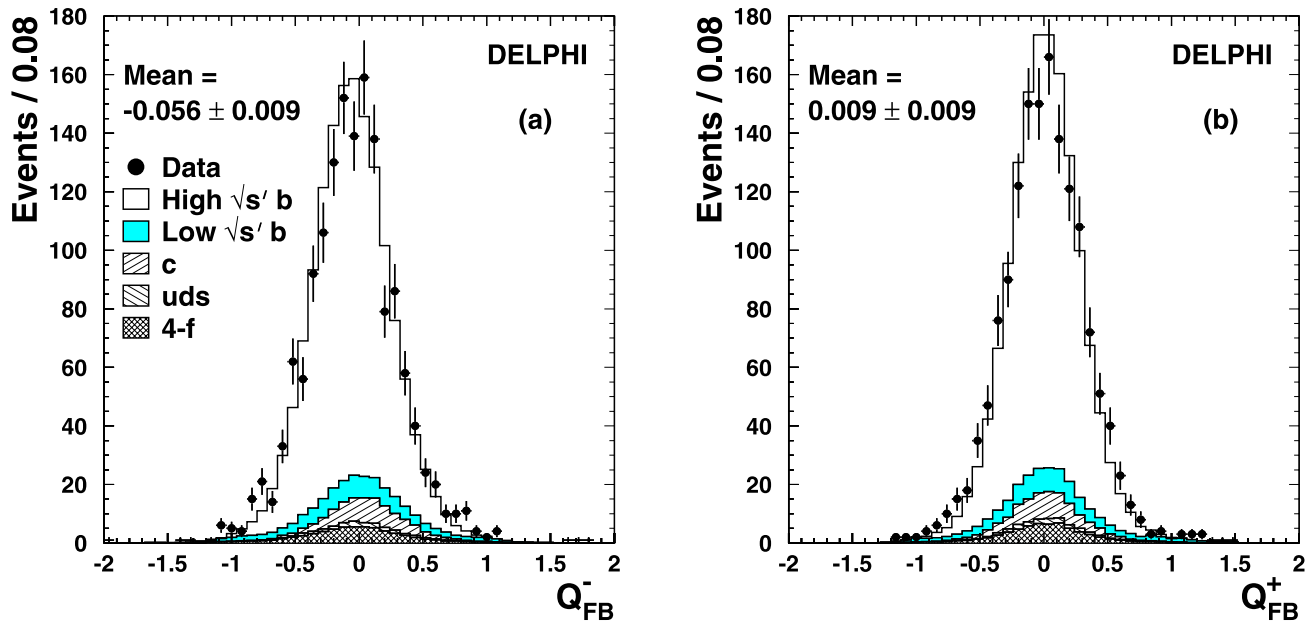 Events / 0.08
180
160
140
120
100
80
60
40
20
0
DELPHI
Mean =
-0.056 ± 0.009
(a)
Data
High √s′ b
Low √s′ b
c
uds
4-f
-2 -1.5 -1 -0.5 0 0.5 1 1.5 2
Q⁻FB
Events / 0.08
180
160
140
120
100
80
60
40
20
0
DELPHI
Mean =
0.009 ± 0.009
(b)
-2 -1.5 -1 -0.5 0 0.5 1 1.5 2
Q⁺FB